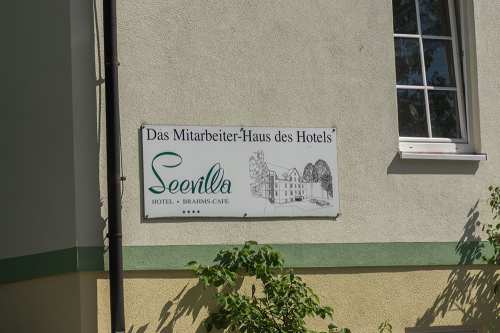 Das Mitarbeiter-Haus des Hotels
Seevilla
HOTEL • BRAHMS-CAFE
★★★★